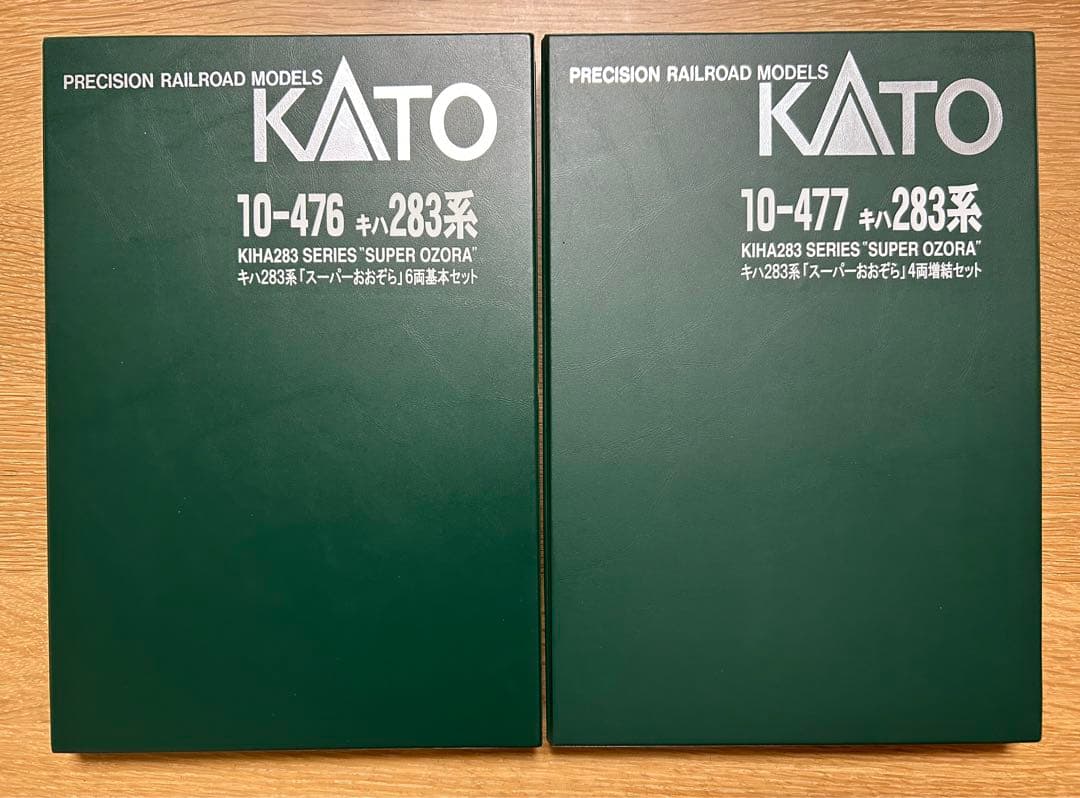 PRECISION RAILROAD MODELS
KATO
10-476 キハ283系
KIHA283 SERIES "SUPER OZORA"
キハ283系「スーパーおおぞら」6両基本セット
PRECISION RAILROAD MODELS
KATO
10-477 キハ283系
KIHA283 SERIES "SUPER OZORA"
キハ283系「スーパーおおぞら」4両増結セット